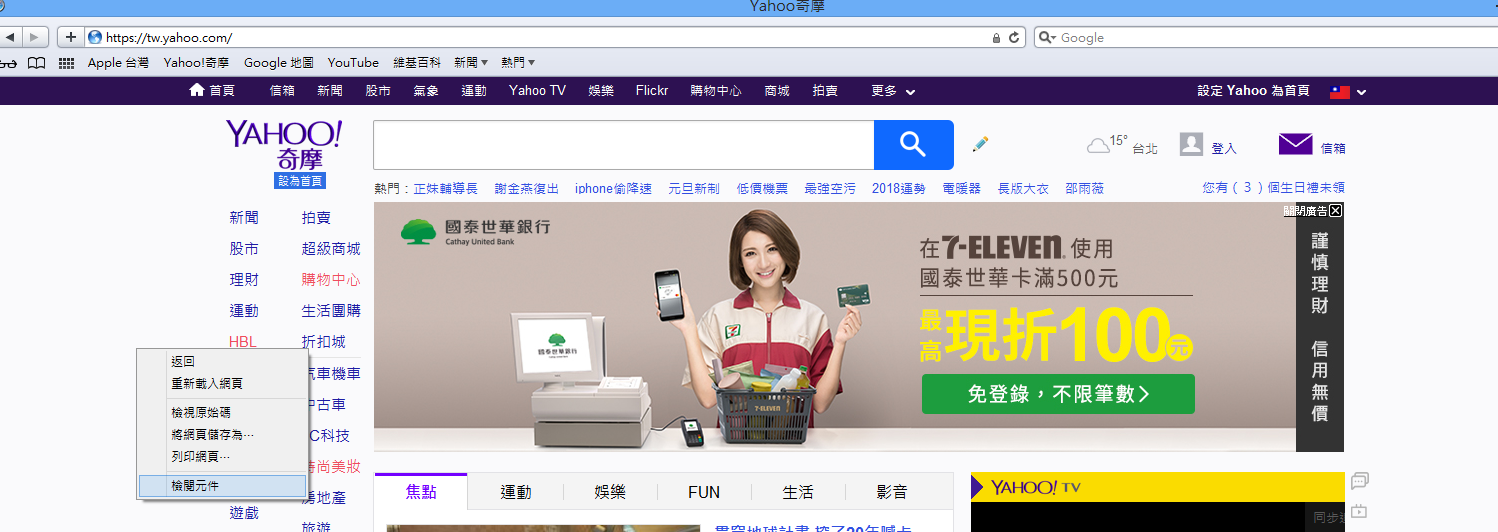 Yahoo奇摩
https://tw.yahoo.com/
Google
Apple 台灣 Yahoo!奇摩 Google 地圖 YouTube 維基百科 新聞 熱門
首頁 信箱 新聞 股市 氣象 運動 Yahoo TV 娛樂 Flickr 購物中心 商城 拍賣 更多 設定 Yahoo 為首頁
YAHOO!
奇摩
設為首頁
15° 台北 登入 信箱
熱門：正妹輔導長 謝金燕復出 iphone偷降速 元旦新制 低價機票 最強空污 2018運勢 電暖器 長版大衣 邵雨薇 您有（ 3 ）個生日禮未領
新聞 拍賣
股市 超級商城
理財 購物中心
運動 生活團購
HBL 折扣城
汽車機車
中古車
C科技
時尚美妝
房地產
遊戲 旅遊
返回
重新載入網頁
檢視原始碼
將網頁儲存為…
列印網頁…
檢閱元件
國泰世華銀行
Cathay United Bank
國泰世華銀行
7-ELEVEN
在7-ELEVEN.使用
國泰世華卡滿500元
最高現折100元
免登錄，不限筆數
關閉廣告
謹慎理財 信用無價
焦點 運動 娛樂 FUN 生活 影音
YAHOO! TV